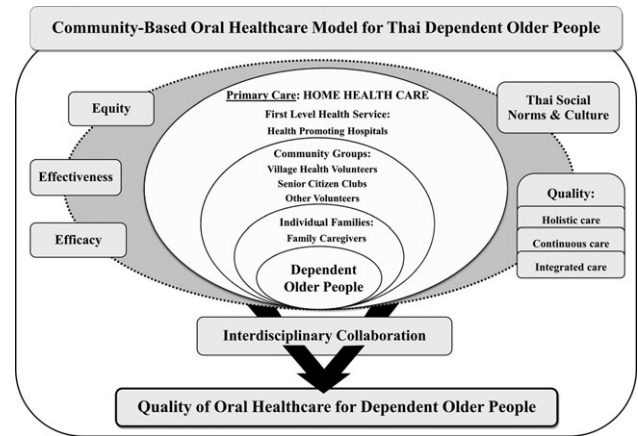 Community-Based Oral Healthcare Model for Thai Dependent Older People
Primary Care: HOME HEALTH CARE
First Level Health Service:
Health Promoting Hospitals
Community Groups:
Village Health Volunteers
Senior Citizen Clubs
Other Volunteers
Individual Families:
Family Caregivers
Dependent
Older People
Equity
Effectiveness
Efficacy
Thai Social
Norms & Culture
Quality:
Holistic care
Continuous care
Integrated care
Interdisciplinary Collaboration
Quality of Oral Healthcare for Dependent Older People